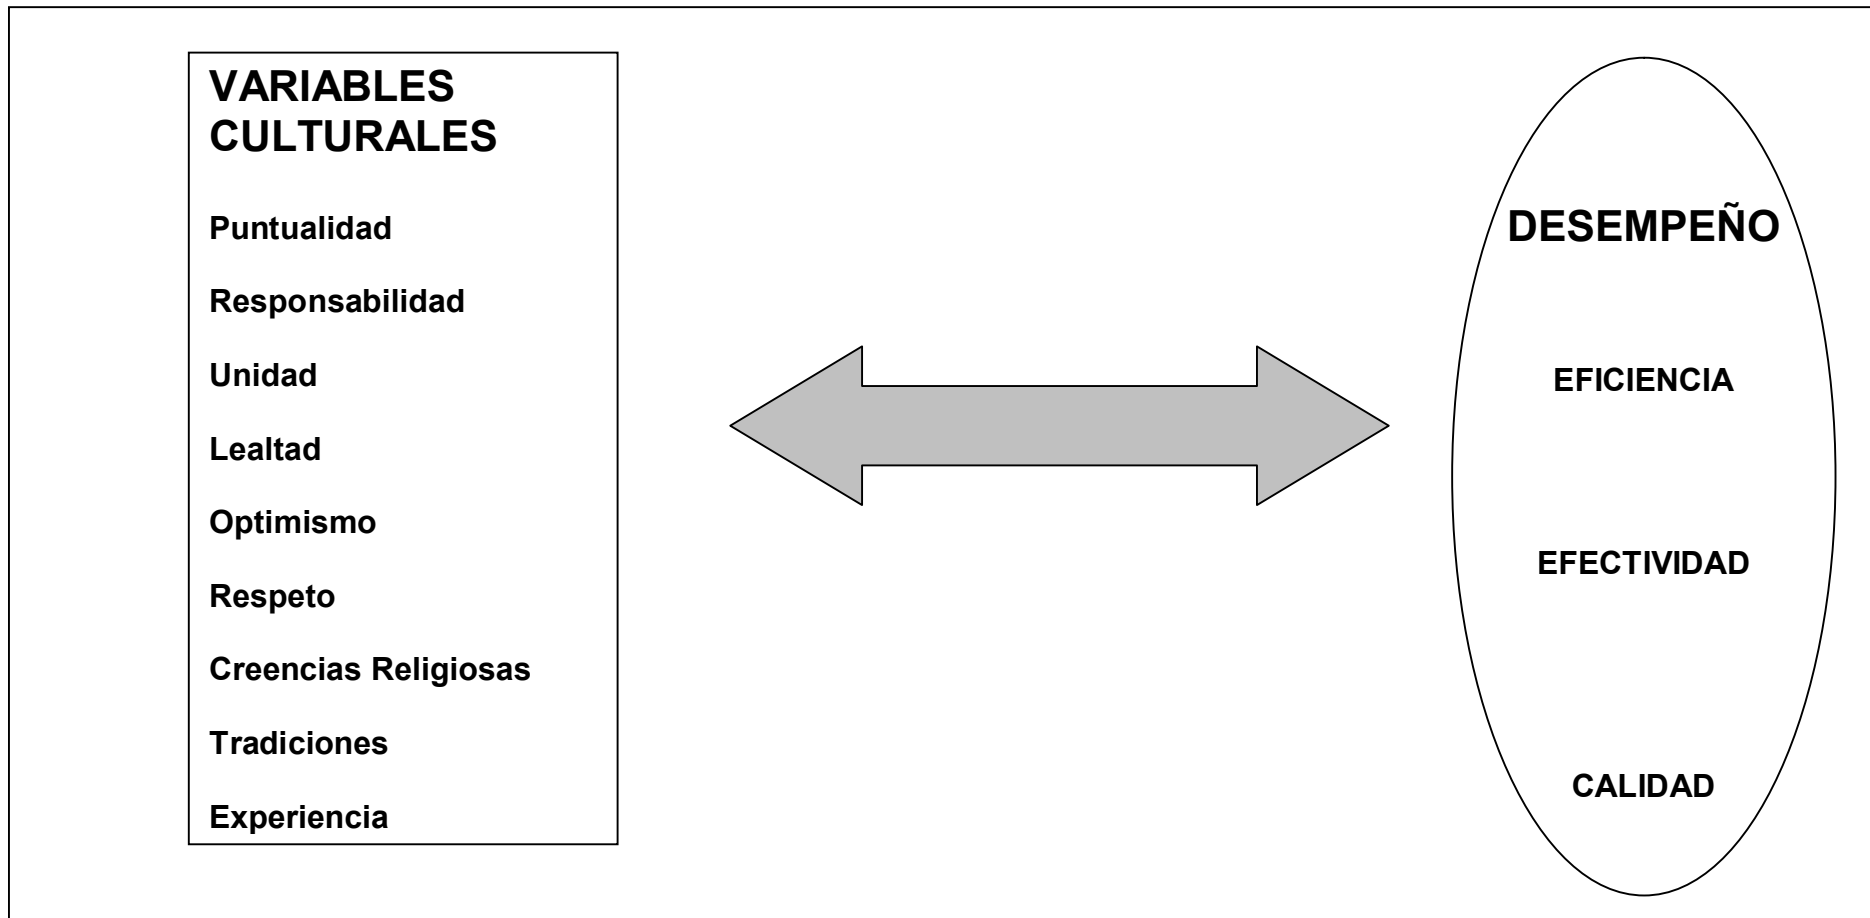 VARIABLES
CULTURALES
Puntualidad
Responsabilidad
Unidad
Lealtad
Optimismo
Respeto
Creencias Religiosas
Tradiciones
Experiencia
DESEMPEÑO
EFICIENCIA
EFECTIVIDAD
CALIDAD